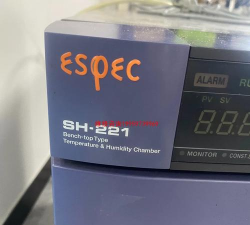 ESPEC
ALARM
PV SV
SH-221
Bench-top Type
Temperature & Humidity Chamber
MONITOR